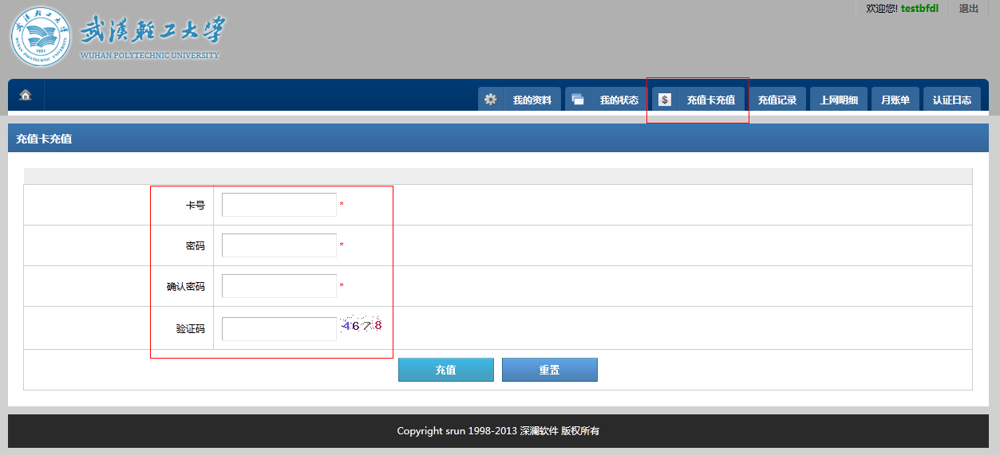 欢迎您! testbfdl 退出
武漢輕工大學
WUHAN POLYTECHNIC UNIVERSITY
WUHAN POLYTECHNIC UNIVERSITY
1951
我的资料 我的状态 $ 充值卡充值 充值记录 上网明细 月账单 认证日志
充值卡充值
卡号 *
密码 *
确认密码 *
验证码 4678
充值 重置
Copyright srun 1998-2013 深澜软件 版权所有